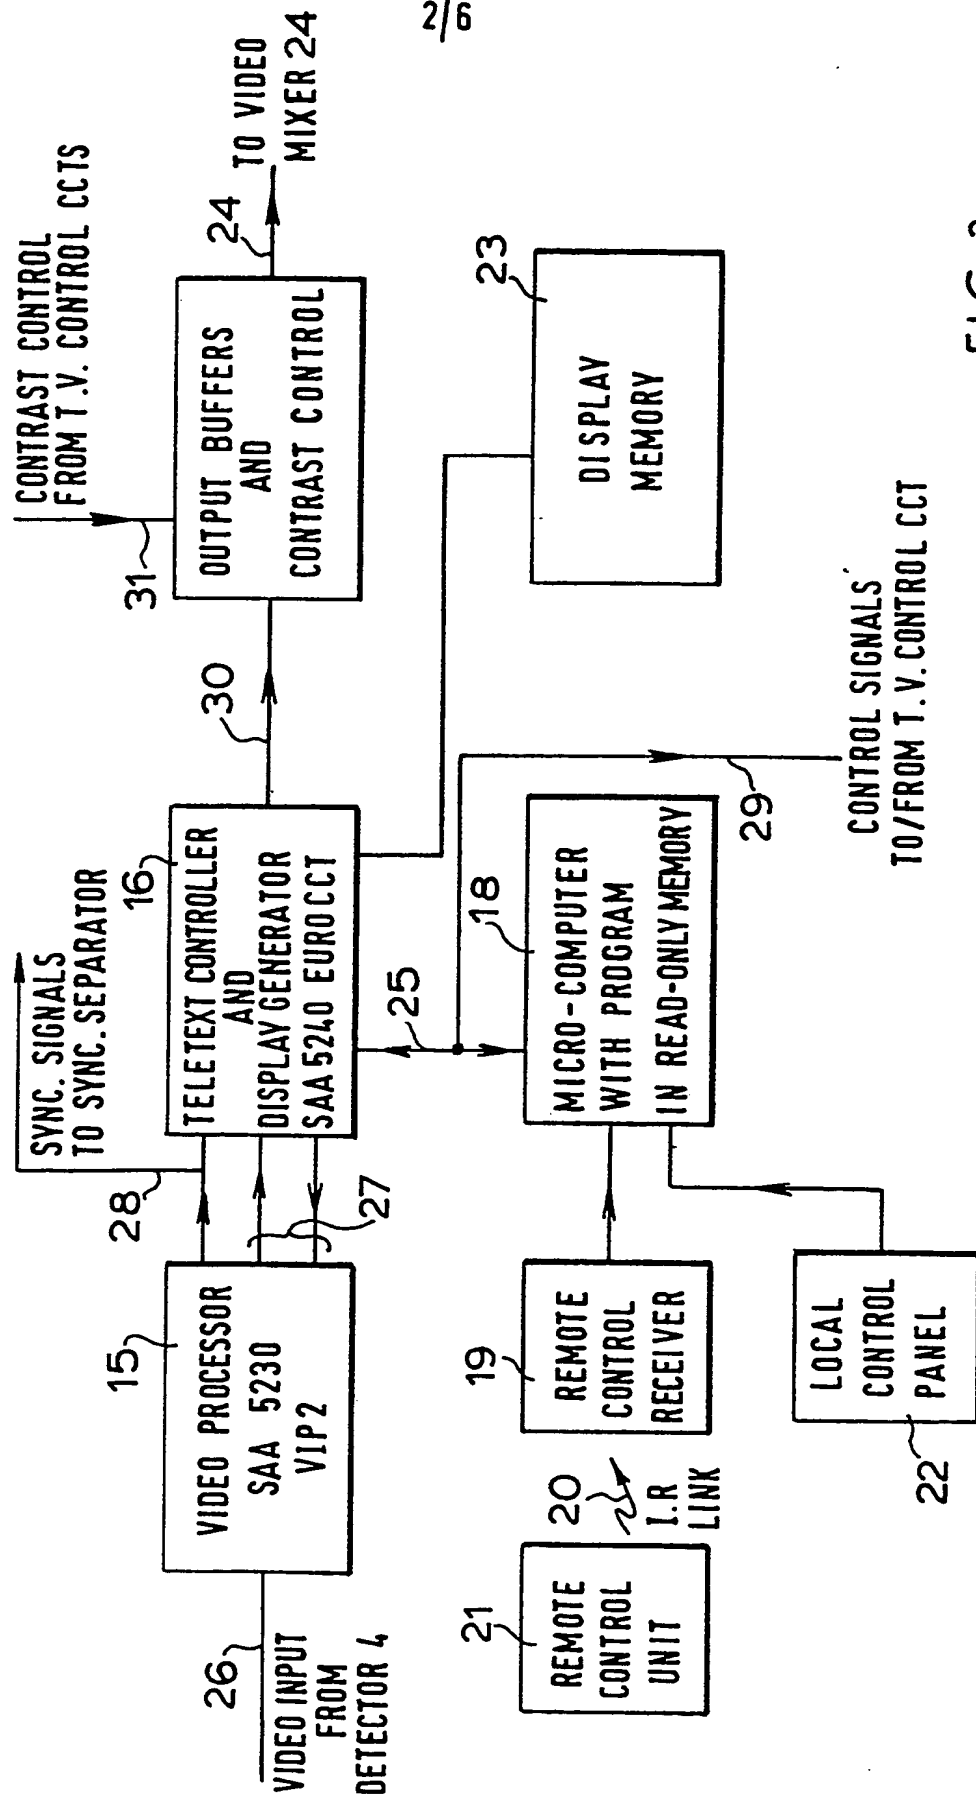 2/6
CONTRAST CONTROL
FROM T.V. CONTROL CCTS
31
SYNC. SIGNALS
TO SYNC. SEPARATOR
28
26
VIDEO INPUT
FROM
DETECTOR 4
15
VIDEO PROCESSOR
SAA 5230
VIP2
27
16
TELETEXT CONTROLLER
AND
DISPLAY GENERATOR
SAA5240 EUROCCT
30
OUTPUT BUFFERS
AND
CONTRAST CONTROL
24
TO VIDEO
MIXER 24
25
23
DISPLAY
MEMORY
21
REMOTE
CONTROL
UNIT
20
I.R
LINK
19
REMOTE
CONTROL
RECEIVER
18
MICRO-COMPUTER
WITH PROGRAM
IN READ-ONLY MEMORY
29
CONTROL SIGNALS
TO/FROM T.V. CONTROL CCT
22
LOCAL
CONTROL
PANEL